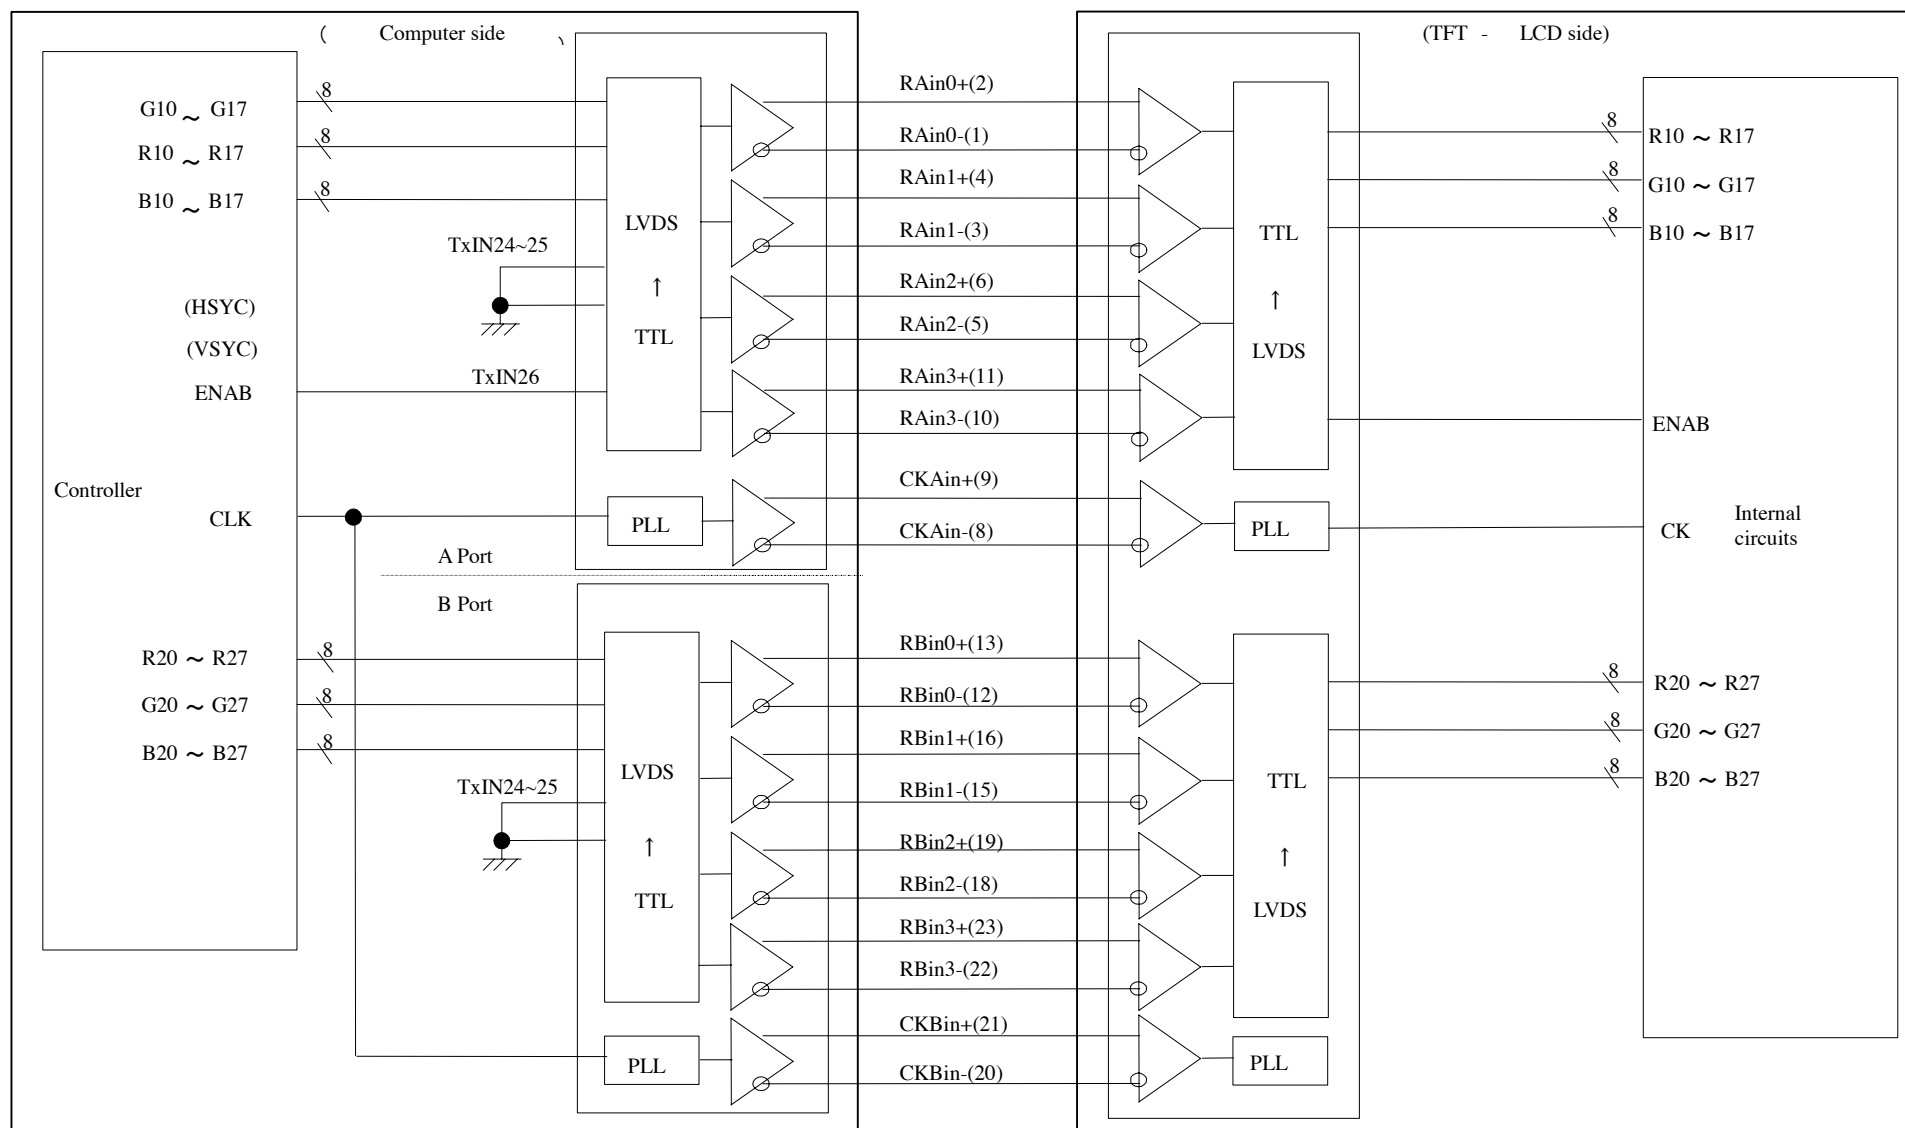 ( Computer side )
(TFT - LCD side)
Controller
G10 ~ G17
R10 ~ R17
B10 ~ B17
(HSYC)
(VSYC)
ENAB
CLK
8
8
8
TxIN24~25
TxIN26
LVDS
↑
TTL
PLL
A Port
B Port
R20 ~ R27
G20 ~ G27
B20 ~ B27
8
8
8
TxIN24~25
LVDS
↑
TTL
PLL
RAin0+(2)
RAin0-(1)
RAin1+(4)
RAin1-(3)
RAin2+(6)
RAin2-(5)
RAin3+(11)
RAin3-(10)
CKAin+(9)
CKAin-(8)
RBin0+(13)
RBin0-(12)
RBin1+(16)
RBin1-(15)
RBin2+(19)
RBin2-(18)
RBin3+(23)
RBin3-(22)
CKBin+(21)
CKBin-(20)
TTL
↑
LVDS
PLL
TTL
↑
LVDS
PLL
8
8
8
R10 ~ R17
G10 ~ G17
B10 ~ B17
ENAB
CK
Internal
circuits
8
8
8
R20 ~ R27
G20 ~ G27
B20 ~ B27